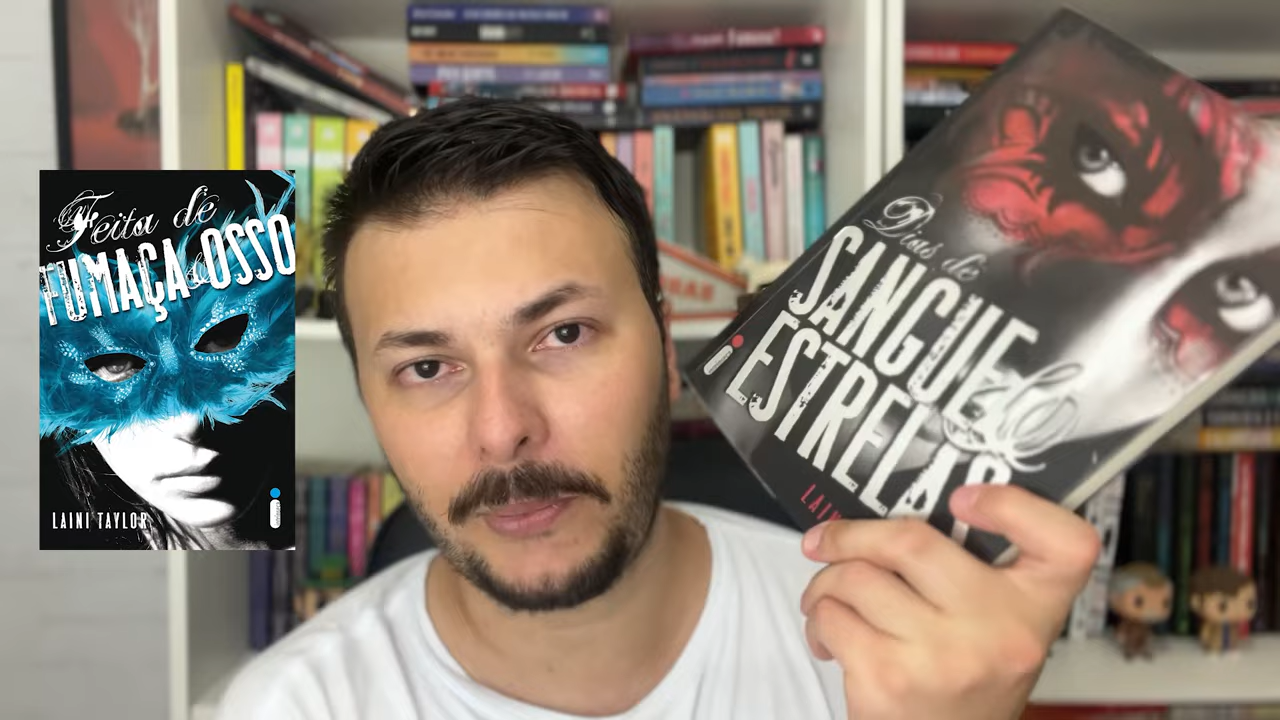 Feita de
FUMAÇA & OSSO
LAINI TAYLOR
Dias de
SANGUE &
ESTRELAS